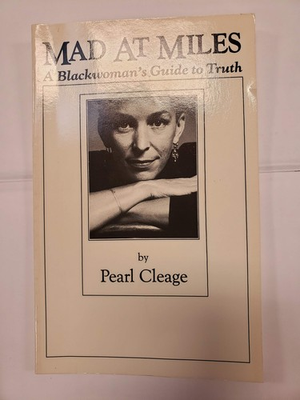 MAD AT MILES
A Blackwoman's Guide to Truth
by
Pearl Cleage